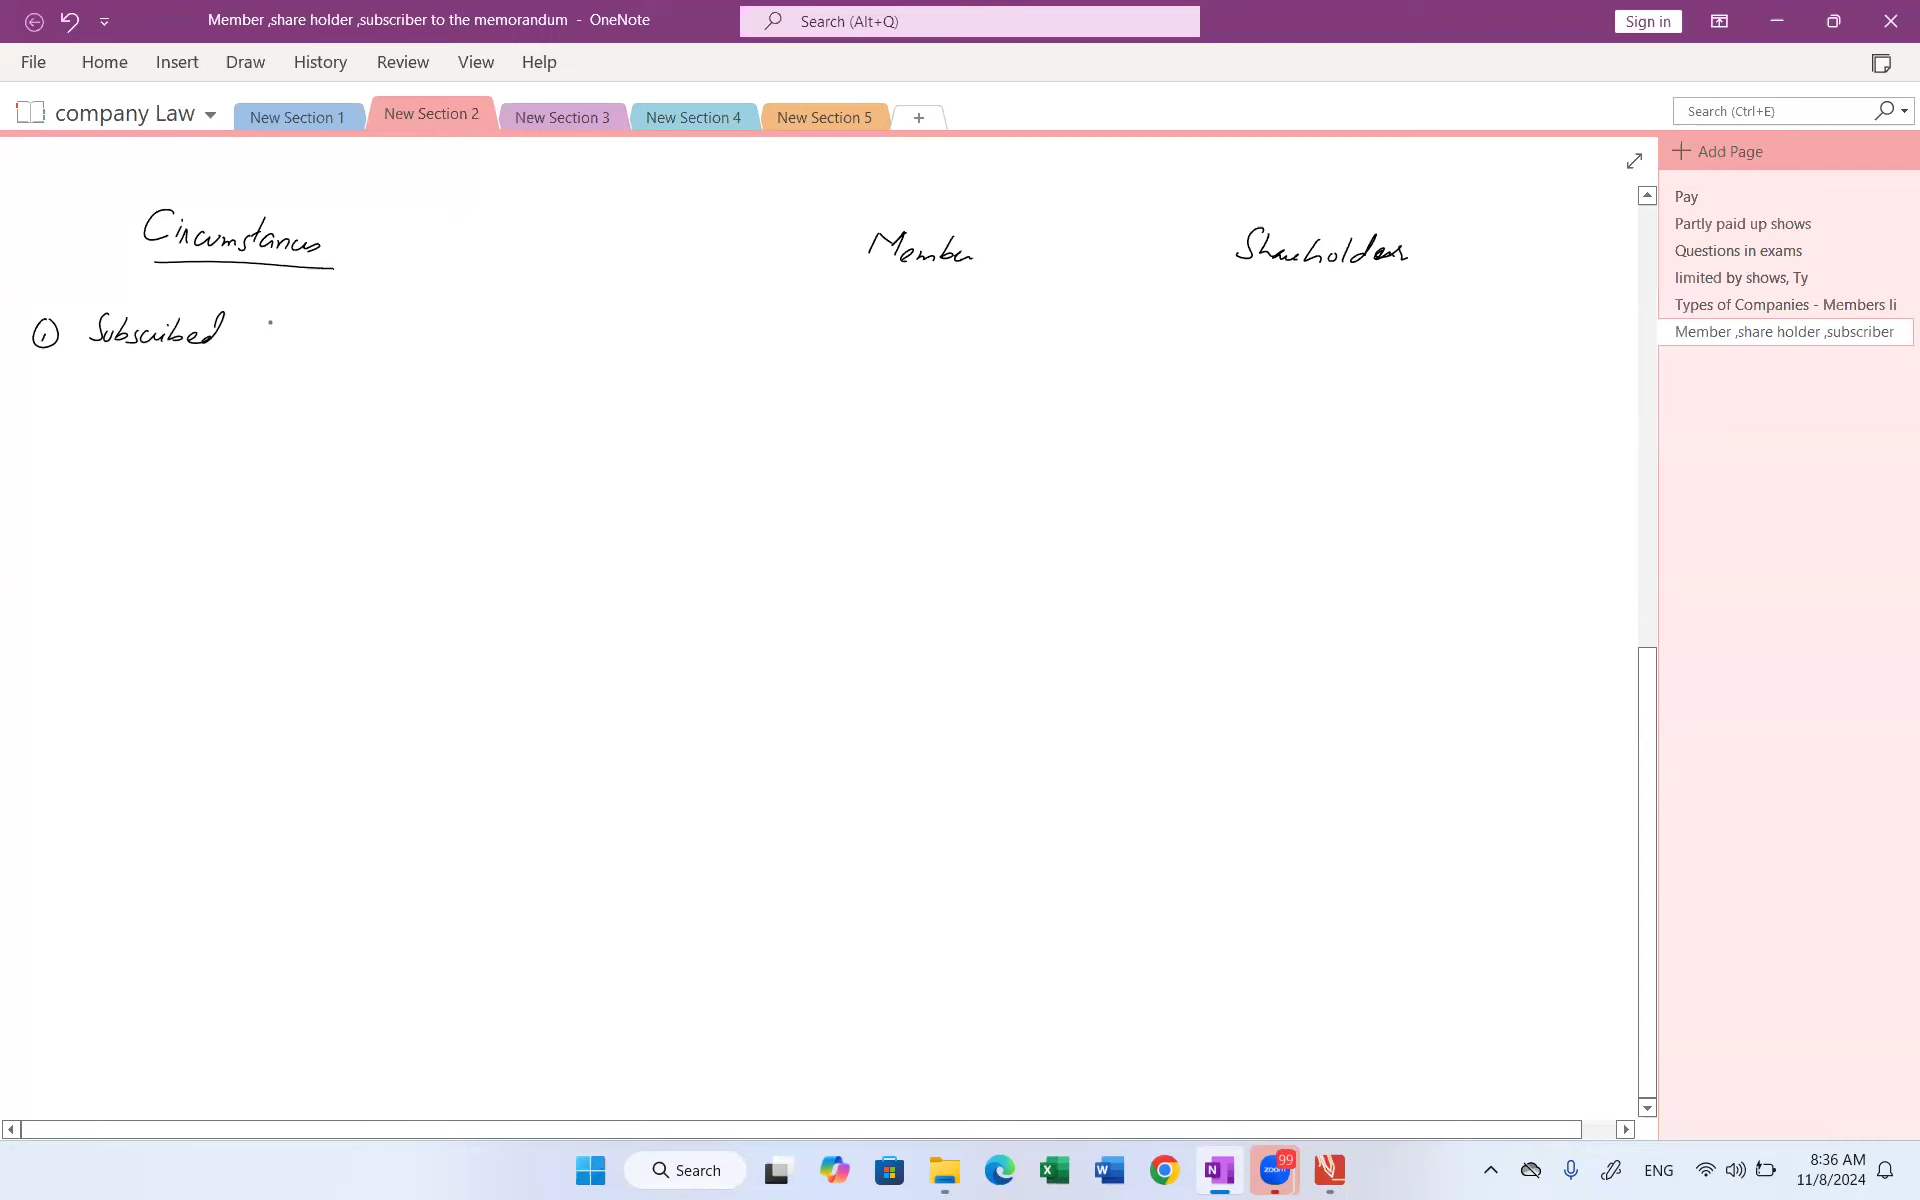 Member ,share holder ,subscriber to the memorandum - OneNote
Search (Alt+Q)
Sign in
File Home Insert Draw History Review View Help
company Law
New Section 1
New Section 2
New Section 3
New Section 4
New Section 5
+
Search (Ctrl+E)
Add Page
Pay
Partly paid up shows
Questions in exams
limited by shows, Ty
Types of Companies - Members li
Member ,share holder ,subscriber
Circumstances Member Shareholder
① Subscribed
Search
99
zoom
ENG
8:36 AM
11/8/2024